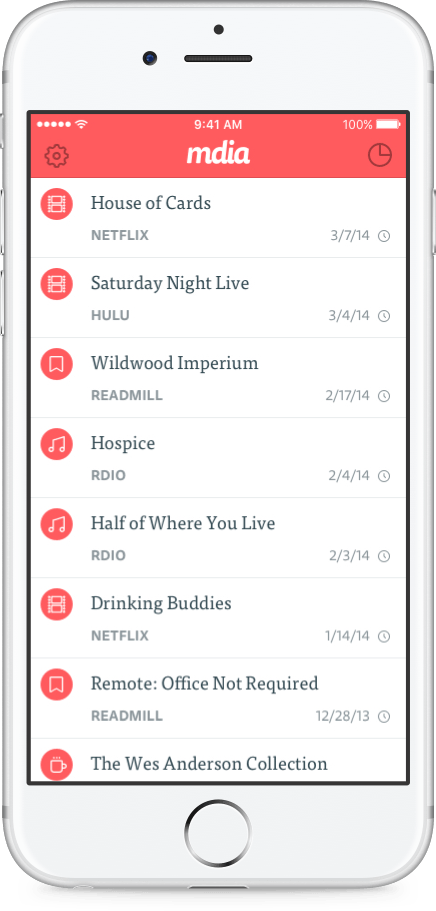 9:41 AM 100%
mdia
House of Cards
NETFLIX 3/7/14
Saturday Night Live
HULU 3/4/14
Wildwood Imperium
READMILL 2/17/14
Hospice
RDIO 2/4/14
Half of Where You Live
RDIO 2/3/14
Drinking Buddies
NETFLIX 1/14/14
Remote: Office Not Required
READMILL 12/28/13
The Wes Anderson Collection